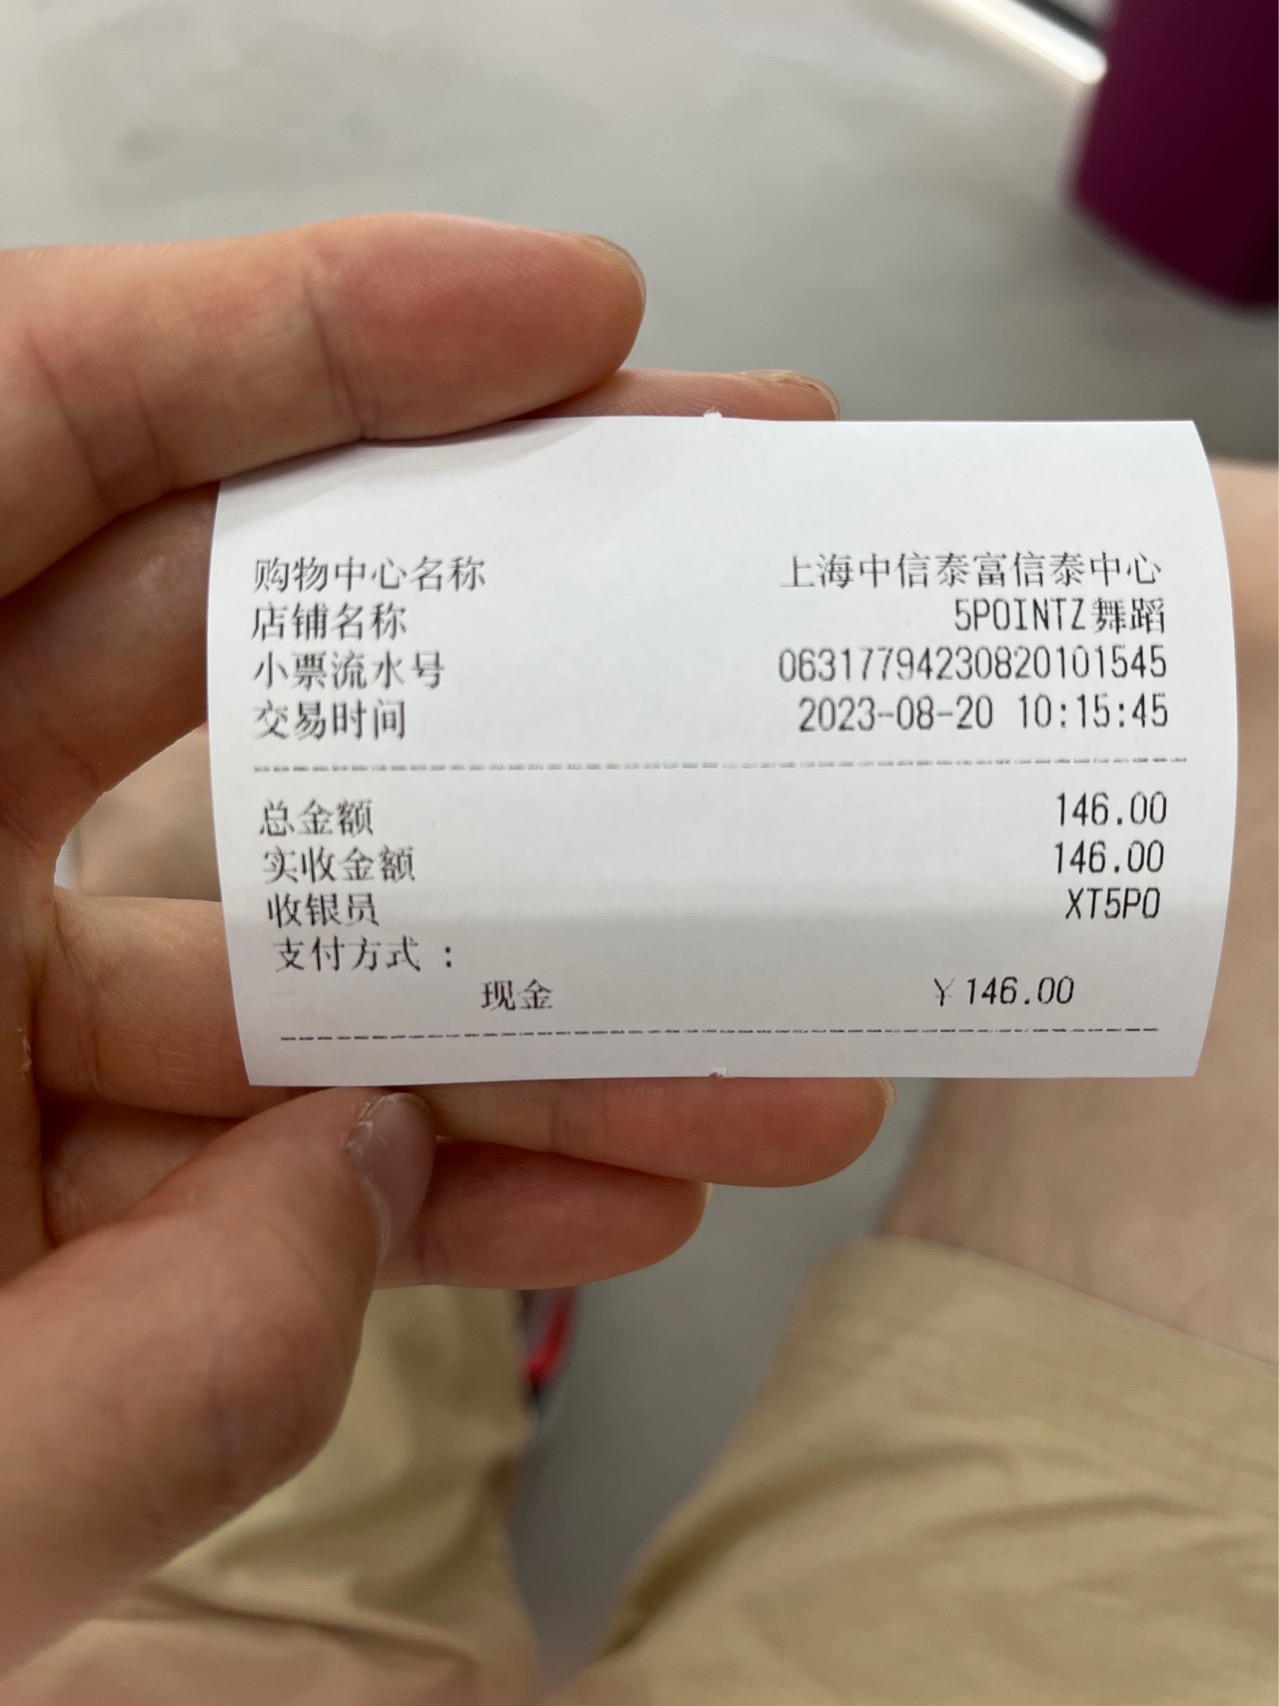 购物中心名称 上海中信泰富信泰中心
店铺名称 5POINTZ舞蹈
小票流水号 06317794230820101545
交易时间 2023-08-20 10:15:45
总金额 146.00
实收金额 146.00
收银员 XT5PO
支付方式 :
现金 ¥146.00